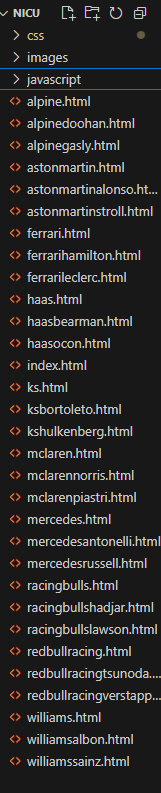 NICU
css
images
javascript
alpine.html
alpinedoohan.html
alpinegasly.html
astonmartin.html
astonmartinalonso.ht...
astonmartinstroll.html
ferrari.html
ferrarihamilton.html
ferrarileclerc.html
haas.html
haasbearman.html
haasocon.html
index.html
ks.html
ksbortoleto.html
kshulkenberg.html
mclaren.html
mclarennorris.html
mclarenpiastri.html
mercedes.html
mercedesantonelli.html
mercedesrussell.html
racingbulls.html
racingbullshadjar.html
racingbullslawson.html
redbullracing.html
redbullracingtsunoda....
redbullracingverstapp...
williams.html
williamsalbon.html
williamssainz.html